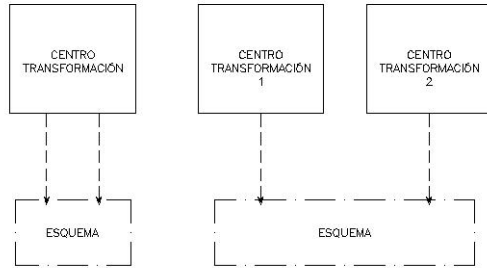 CENTRO
TRANSFORMACIÓN
CENTRO
TRANSFORMACIÓN
1
CENTRO
TRANSFORMACIÓN
2
ESQUEMA
ESQUEMA